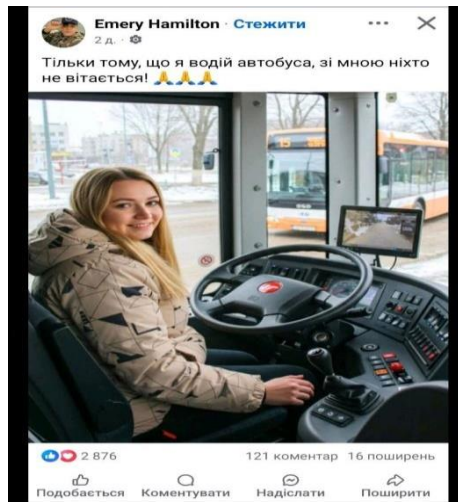 Emery Hamilton · Стежити
2 д. ·
Тільки тому, що я водій автобуса, зі мною ніхто
не вітається! 🙏🙏🙏
2 876
121 коментар 16 поширень
Подобається Коментувати Надіслати Поширити